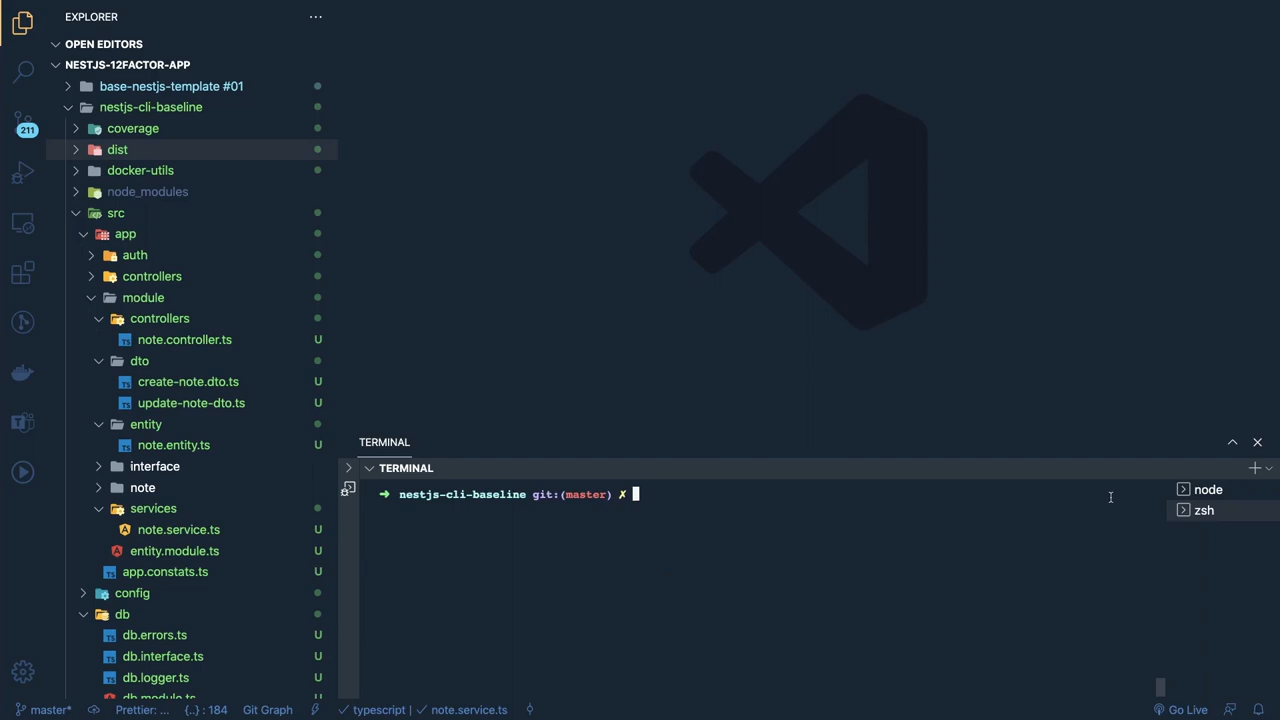 EXPLORER
OPEN EDITORS
NESTJS-12FACTOR-APP
base-nestjs-template #01
nestjs-cli-baseline
coverage
dist
docker-utils
node_modules
src
app
auth
controllers
module
controllers
note.controller.ts U
dto
create-note.dto.ts U
update-note-dto.ts U
entity
note.entity.ts U
interface
note
services
note.service.ts U
entity.module.ts U
app.constats.ts U
config
db
db.errors.ts U
db.interface.ts U
db.logger.ts U
db.module.ts U
211
TERMINAL
TERMINAL
nestjs-cli-baseline git:(master) ✗
node
zsh
master* Prettier: ... {..} : 184 Git Graph typescript | note.service.ts Go Live